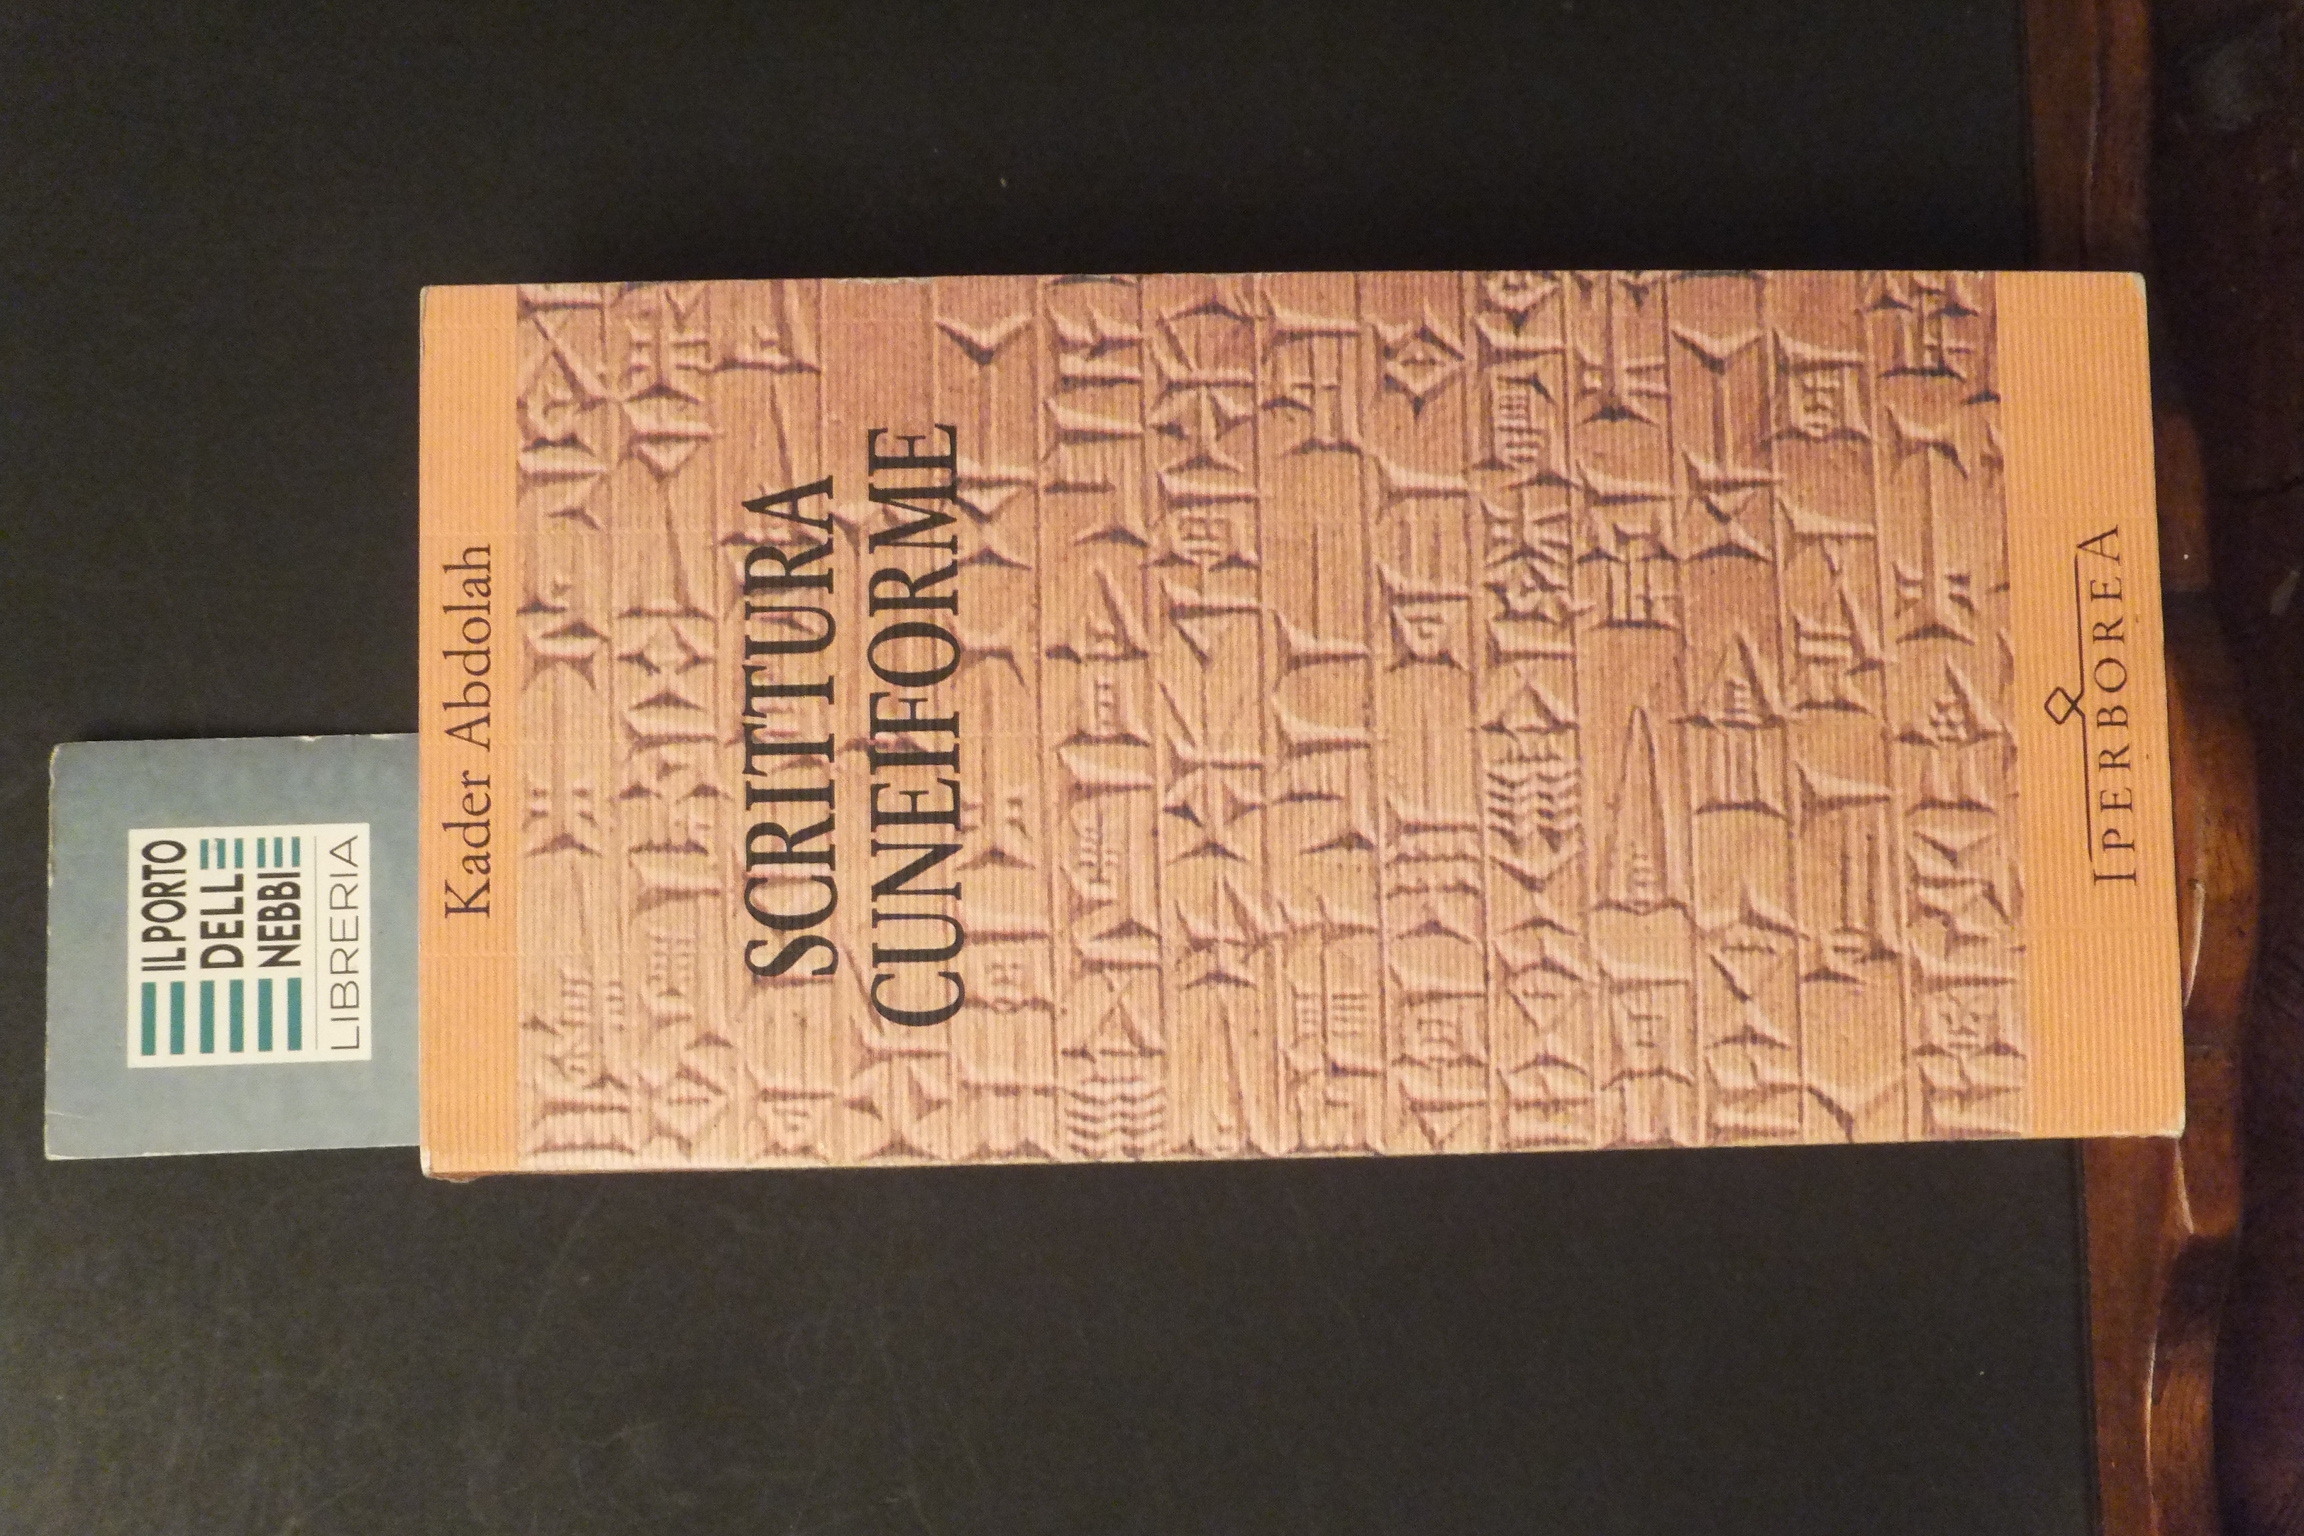 IL PORTO
DELLE
NEBBIE
LIBRERIA
Kader Abdolah
SCRITTURA
CUNEIFORME
IPERBOREA